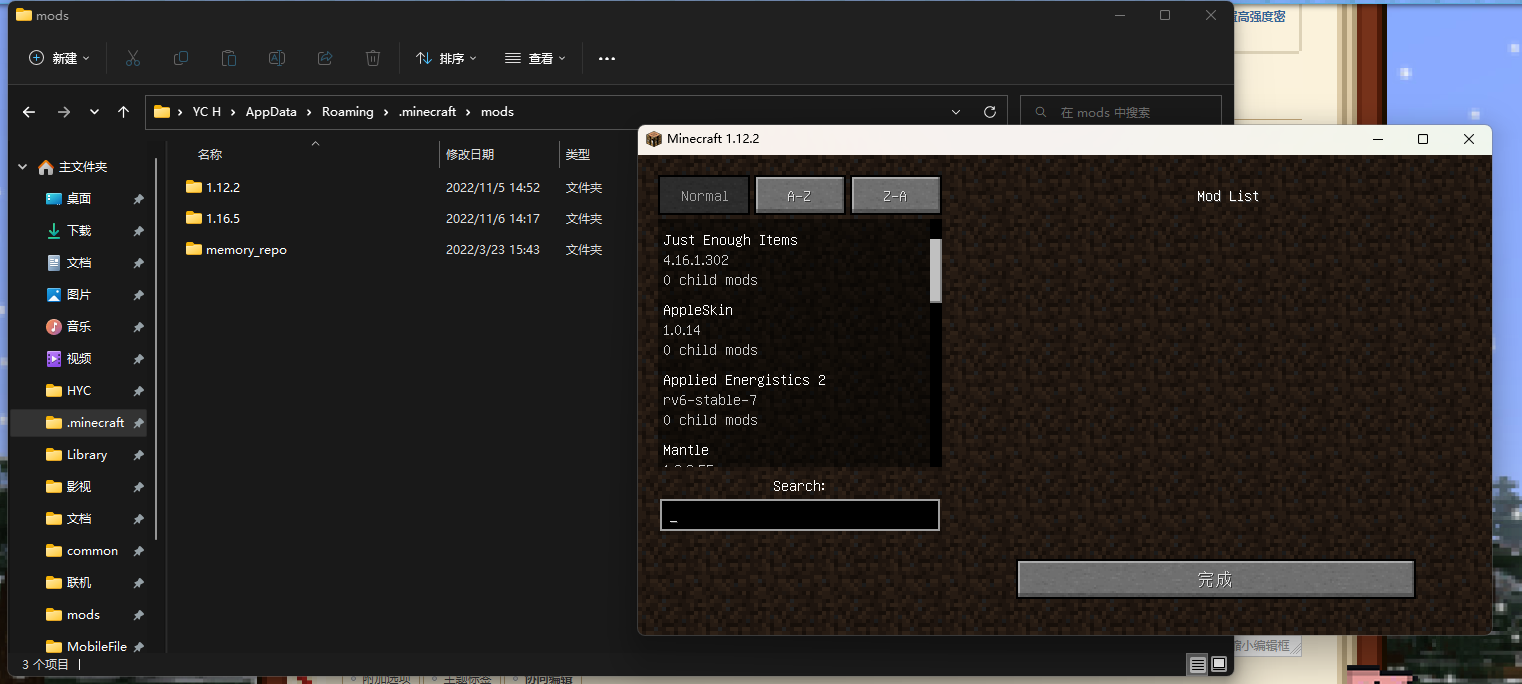 mods
新建
排序
查看
YC H
AppData
Roaming
.minecraft
mods
在 mods 中搜索
名称
修改日期
类型
1.12.2
2022/11/5 14:52
文件夹
1.16.5
2022/11/6 14:17
文件夹
memory_repo
2022/3/23 15:43
文件夹
主文件夹
桌面
下载
文档
图片
音乐
视频
HYC
.minecraft
Library
影视
文档
common
联机
mods
MobileFile
3 个项目
Minecraft 1.12.2
Normal
A-Z
Z-A
Mod List
Just Enough Items
4.16.1.302
0 child mods
AppleSkin
1.0.14
0 child mods
Applied Energistics 2
rv6-stable-7
0 child mods
Mantle
Search:
_
完成
高强度密
小编辑框
附加选项
主题标签
协同编辑